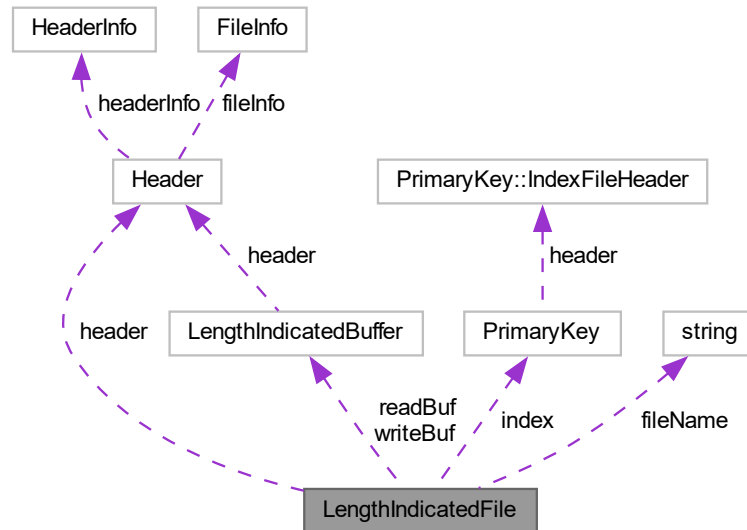 HeaderInfo
FileInfo
headerInfo
fileInfo
Header
PrimaryKey::IndexFileHeader
header
header
header
LengthIndicatedBuffer
PrimaryKey
string
readBuf
writeBuf
index
fileName
LengthIndicatedFile